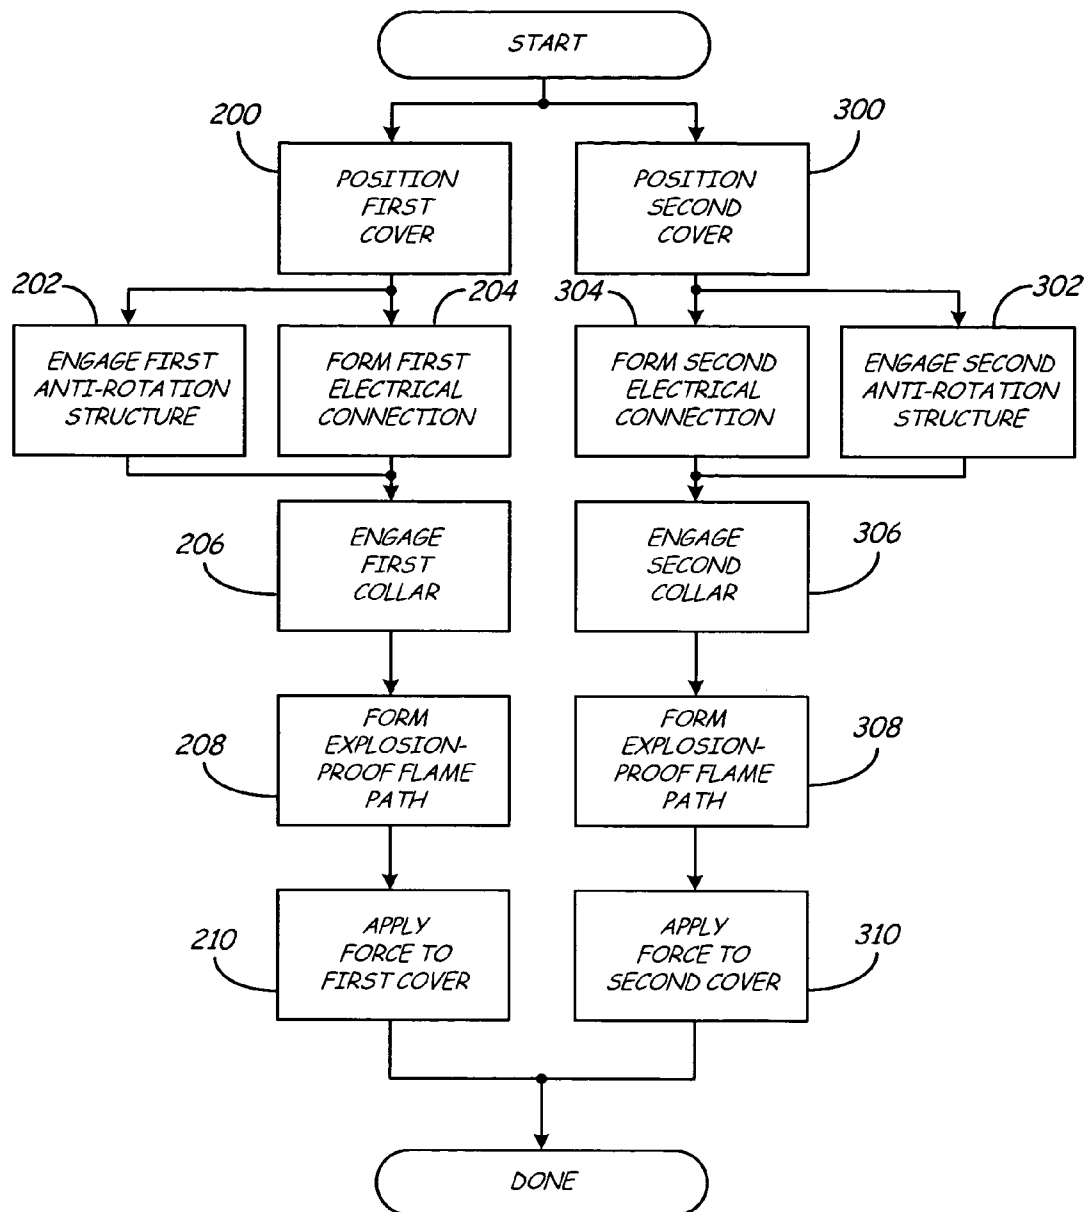 START
200
300
POSITION
FIRST
COVER
POSITION
SECOND
COVER
202
204
304
302
ENGAGE FIRST
ANTI-ROTATION
STRUCTURE
FORM FIRST
ELECTRICAL
CONNECTION
FORM SECOND
ELECTRICAL
CONNECTION
ENGAGE SECOND
ANTI-ROTATION
STRUCTURE
206
ENGAGE
FIRST
COLLAR
ENGAGE
SECOND
COLLAR
306
208
FORM
EXPLOSION-
PROOF FLAME
PATH
FORM
EXPLOSION-
PROOF FLAME
PATH
308
210
APPLY
FORCE TO
FIRST COVER
APPLY
FORCE TO
SECOND COVER
310
DONE